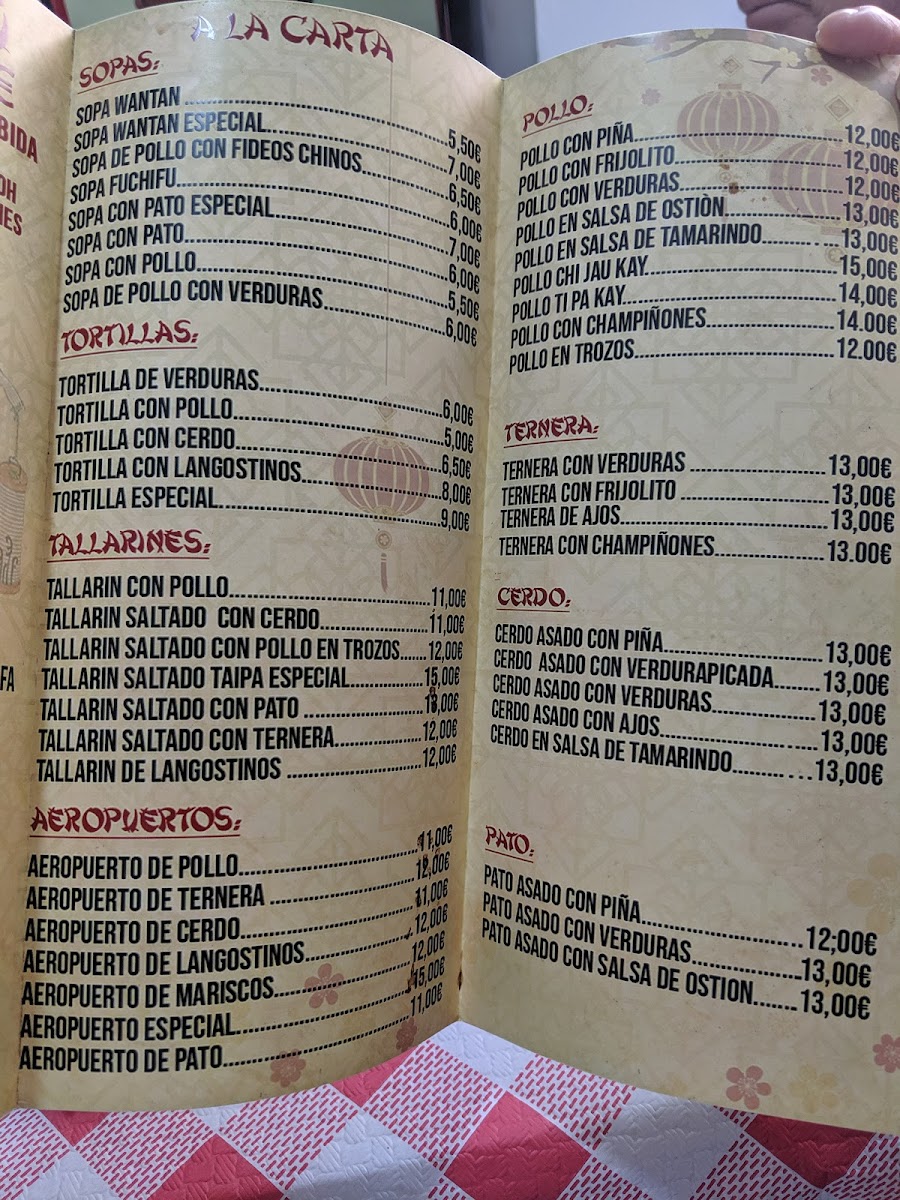 BIDA
OH
NES
FA
A LA CARTA
SOPAS:
SOPA WANTAN ........ 5,50€
SOPA WANTAN ESPECIAL........ 7,00€
SOPA DE POLLO CON FIDEOS CHINOS........ 6,50€
SOPA FUCHIFU........ 6,00€
SOPA CON PATO ESPECIAL........ 7,00€
SOPA CON PATO........ 6,00€
SOPA CON POLLO........ 5,50€
SOPA DE POLLO CON VERDURAS........ 6,00€
TORTILLAS:
TORTILLA DE VERDURAS........ 6,00€
TORTILLA CON POLLO........ 5,00€
TORTILLA CON CERDO........ 6,50€
TORTILLA CON LANGOSTINOS........ 8,00€
TORTILLA ESPECIAL........ 9,00€
TALLARINES:
TALLARIN CON POLLO........ 11,00€
TALLARIN SALTADO CON CERDO........ 11,00€
TALLARIN SALTADO CON POLLO EN TROZOS....... 12,00€
TALLARIN SALTADO TAIPA ESPECIAL........ 15,00€
TALLARIN SALTADO CON PATO ........ 13,00€
TALLARIN SALTADO CON TERNERA........ 12,00€
TALLARIN DE LANGOSTINOS ........ 12,00€
AEROPUERTOS:
AEROPUERTO DE POLLO........ 11,00€
AEROPUERTO DE TERNERA ........ 12,00€
AEROPUERTO DE CERDO........ 11,00€
AEROPUERTO DE LANGOSTINOS........ 12,00€
AEROPUERTO DE MARISCOS........ 12,00€
AEROPUERTO ESPECIAL........ 15,00€
AEROPUERTO DE PATO........ 11,00€
POLLO:
POLLO CON PIÑA........ 12,00€
POLLO CON FRIJOLITO........ 12,00€
POLLO CON VERDURAS........ 12,00€
POLLO EN SALSA DE OSTIÒN........ 13,00€
POLLO EN SALSA DE TAMARINDO........ 13,00€
POLLO CHI JAU KAY........ 15,00€
POLLO TI PA KAY........ 14,00€
POLLO CON CHAMPIÑONES........ 14.00€
POLLO EN TROZOS........ 12.00€
TERNERA:
TERNERA CON VERDURAS ........ 13,00€
TERNERA CON FRIJOLITO ........ 13,00€
TERNERA DE AJOS........ 13,00€
TERNERA CON CHAMPIÑONES........ 13.00€
CERDO:
CERDO ASADO CON PIÑA........ 13,00€
CERDO ASADO CON VERDURAPICADA........ 13,00€
CERDO ASADO CON VERDURAS........ 13,00€
CERDO ASADO CON AJOS........ 13,00€
CERDO EN SALSA DE TAMARINDO........ 13,00€
PATO:
PATO ASADO CON PIÑA........ 12;00€
PATO ASADO CON VERDURAS........ 13,00€
PATO ASADO CON SALSA DE OSTION....... 13,00€